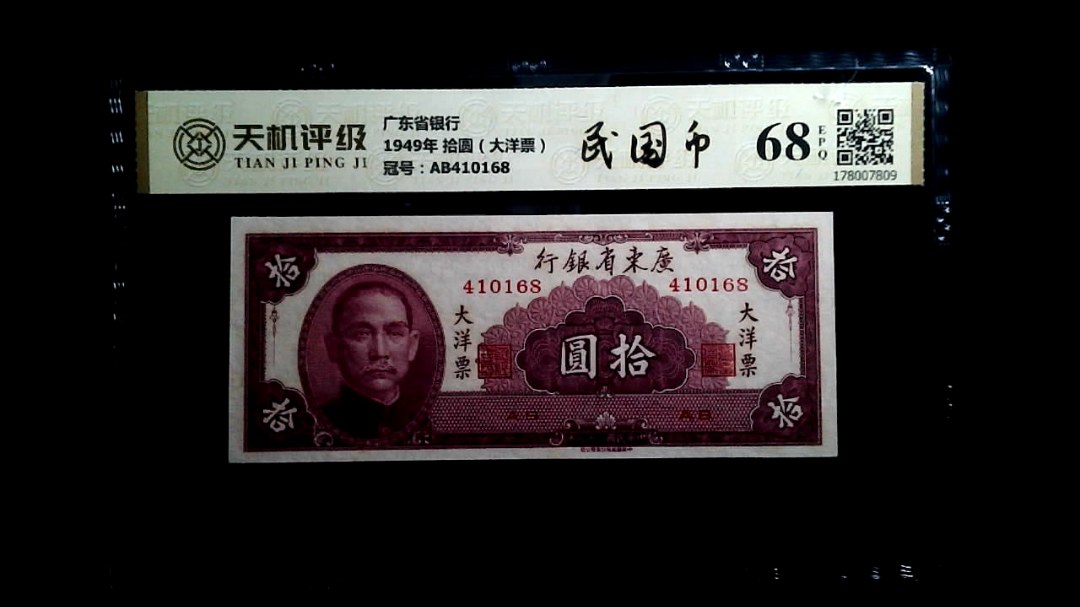 天机评级
TIAN JI PING JI
广东省银行
1949年 拾圆（大洋票）
冠号：AB410168
民国币
68
EPQ
178007809
行銀省東廣
410168
410168
拾
拾
大洋票
大洋票
圓拾
AB
AB
拾
拾